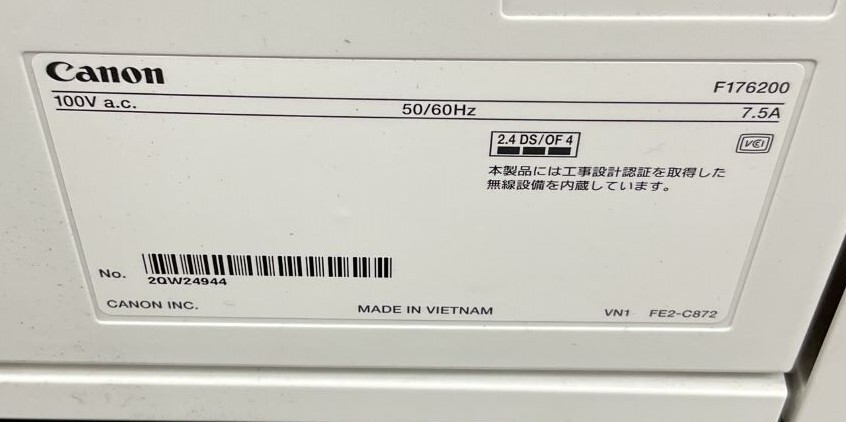 Canon
F176200
100V a.c. 50/60Hz 7.5A
2.4 DS/OF 4
VCI
本製品には工事設計認証を取得した
無線設備を内蔵しています。
No.
2QW24944
CANON INC. MADE IN VIETNAM VN1 FE2-C872